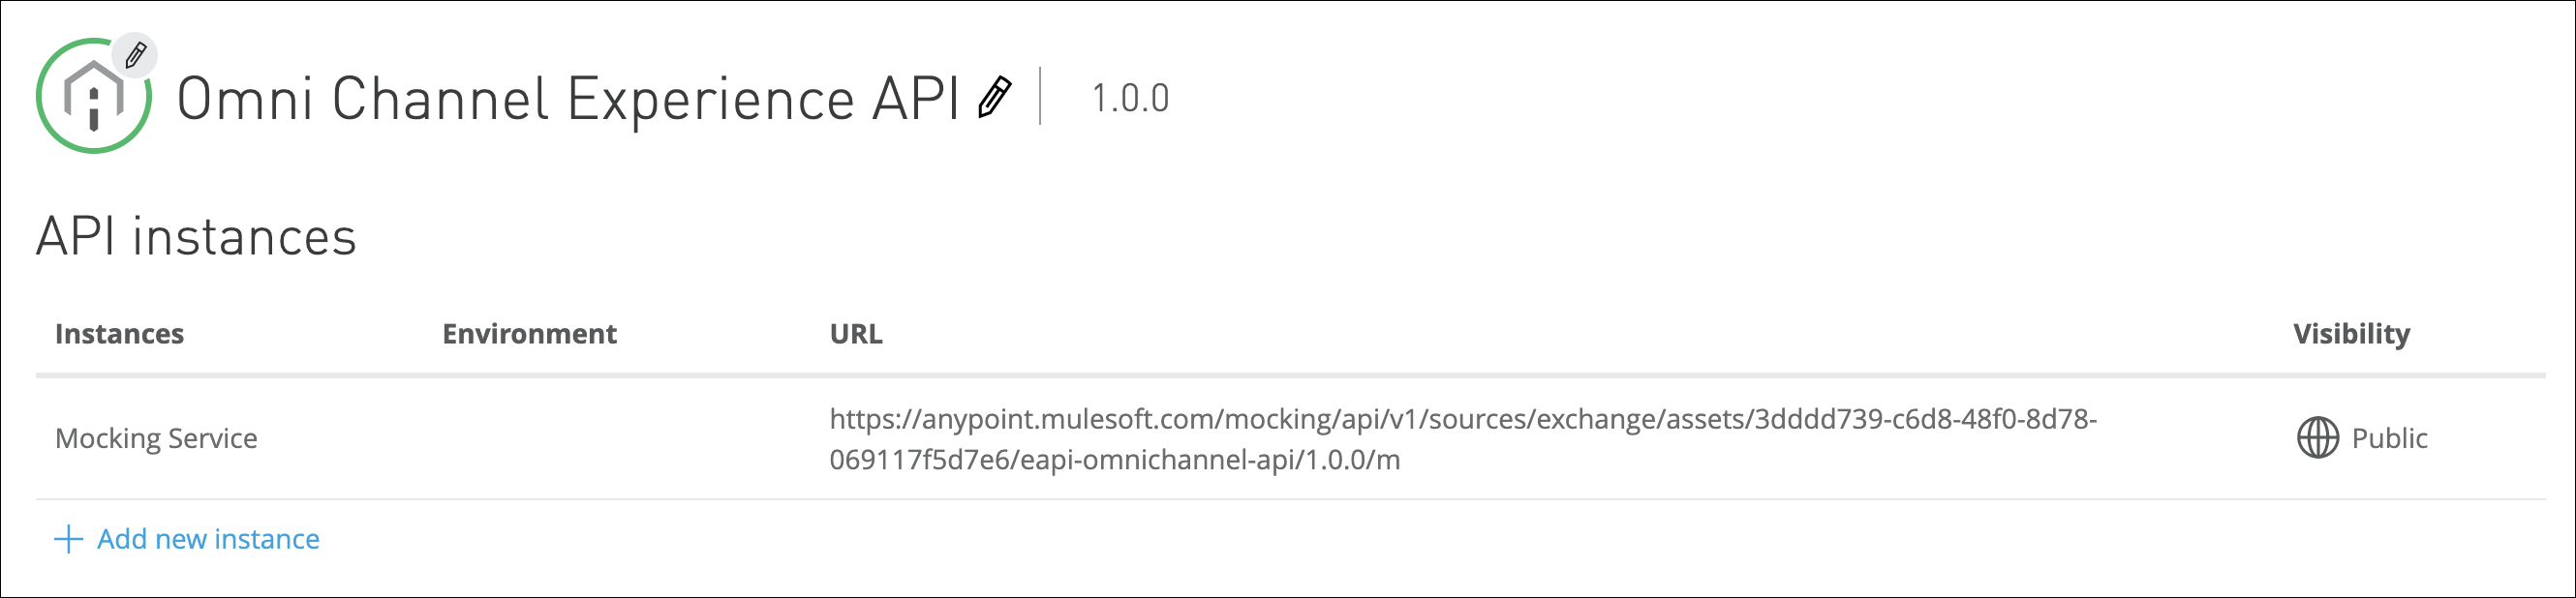 Omni Channel Experience API 1.0.0
API instances
Instances Environment URL Visibility
Mocking Service https://anypoint.mulesoft.com/mocking/api/v1/sources/exchange/assets/3dddd739-c6d8-48f0-8d78-
069117f5d7e6/eapi-omnichannel-api/1.0.0/m Public
Add new instance